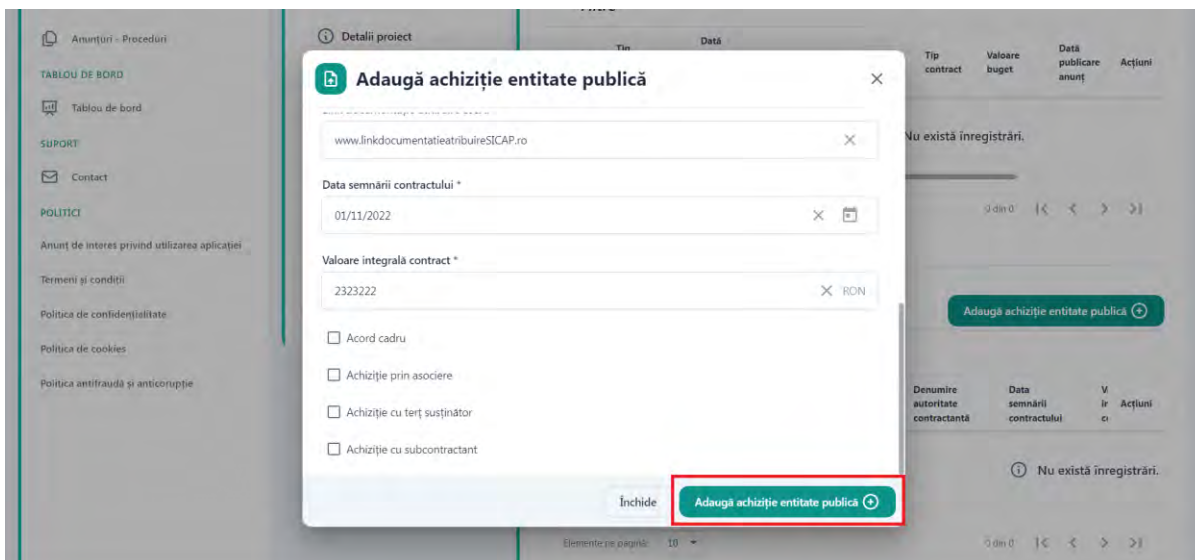 Anunțuri - Proceduri
TABLOU DE BORD
Tablou de bord
SUPORT
Contact
POLITICI
Anunț de interes privind utilizarea aplicației
Termeni și condiții
Politica de confidențialitate
Politica de cookies
Politica antifraudă și anticorupție
Detalii proiect
Tip
Data
Tip contract
Valoare buget
Dată publicare anunț
Acțiuni
Nu există înregistrări.
0 din 0
Adaugă achiziție entitate publică
Adaugă achiziție entitate publică
www.linkdocumentatieatribuireSICAP.ro
Data semnării contractului *
01/11/2022
Valoare integrală contract *
2323222
RON
Acord cadru
Achiziție prin asociere
Achiziție cu terț susținător
Achiziție cu subcontractant
Închide
Adaugă achiziție entitate publică
Denumire autoritate contractantă
Data semnării contractului
Acțiuni
Nu există înregistrări.
Elemente pe pagină: 10
0 din 0